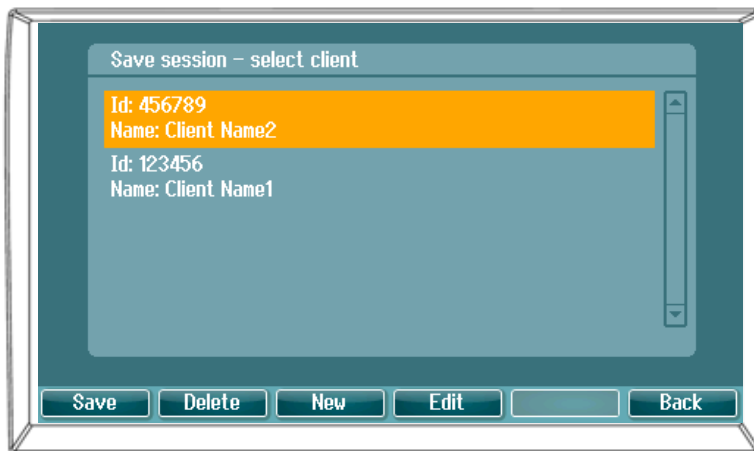 Save session – select client
Id: 456789
Name: Client Name2
Id: 123456
Name: Client Name1
Save Delete New Edit Back